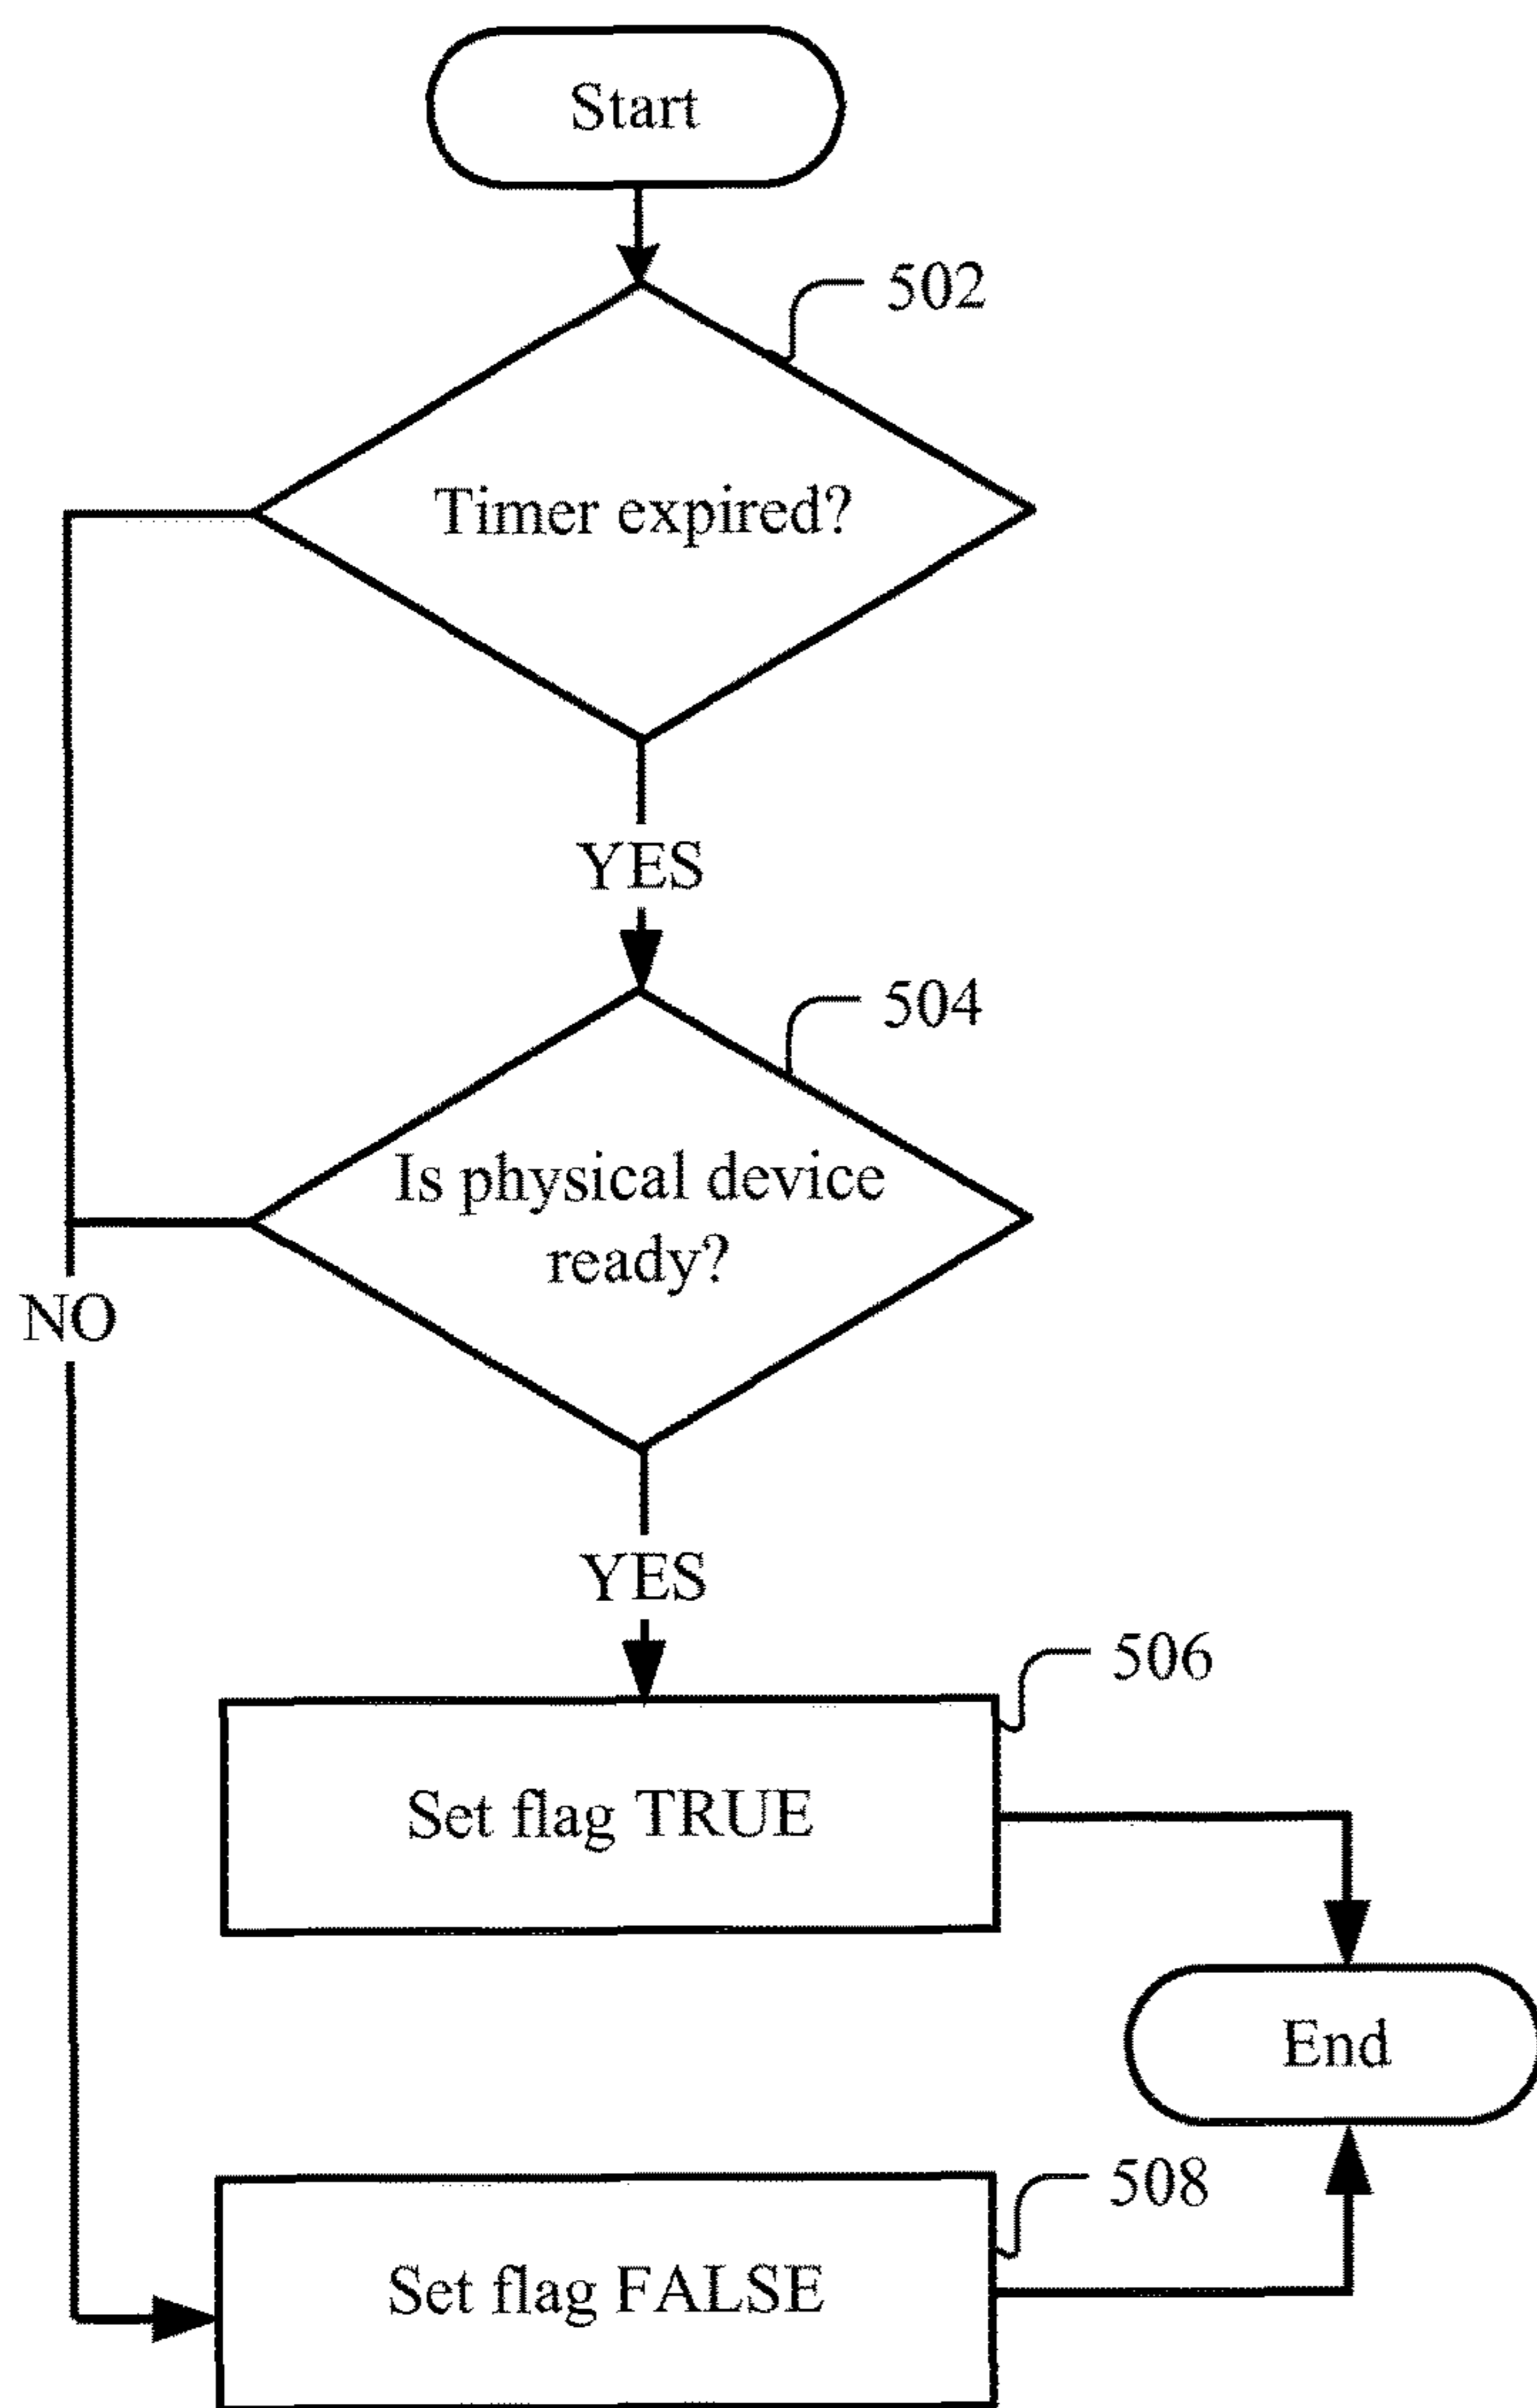 Start
502
Timer expired?
YES
504
Is physical device
ready?
NO
YES
506
Set flag TRUE
End
508
Set flag FALSE